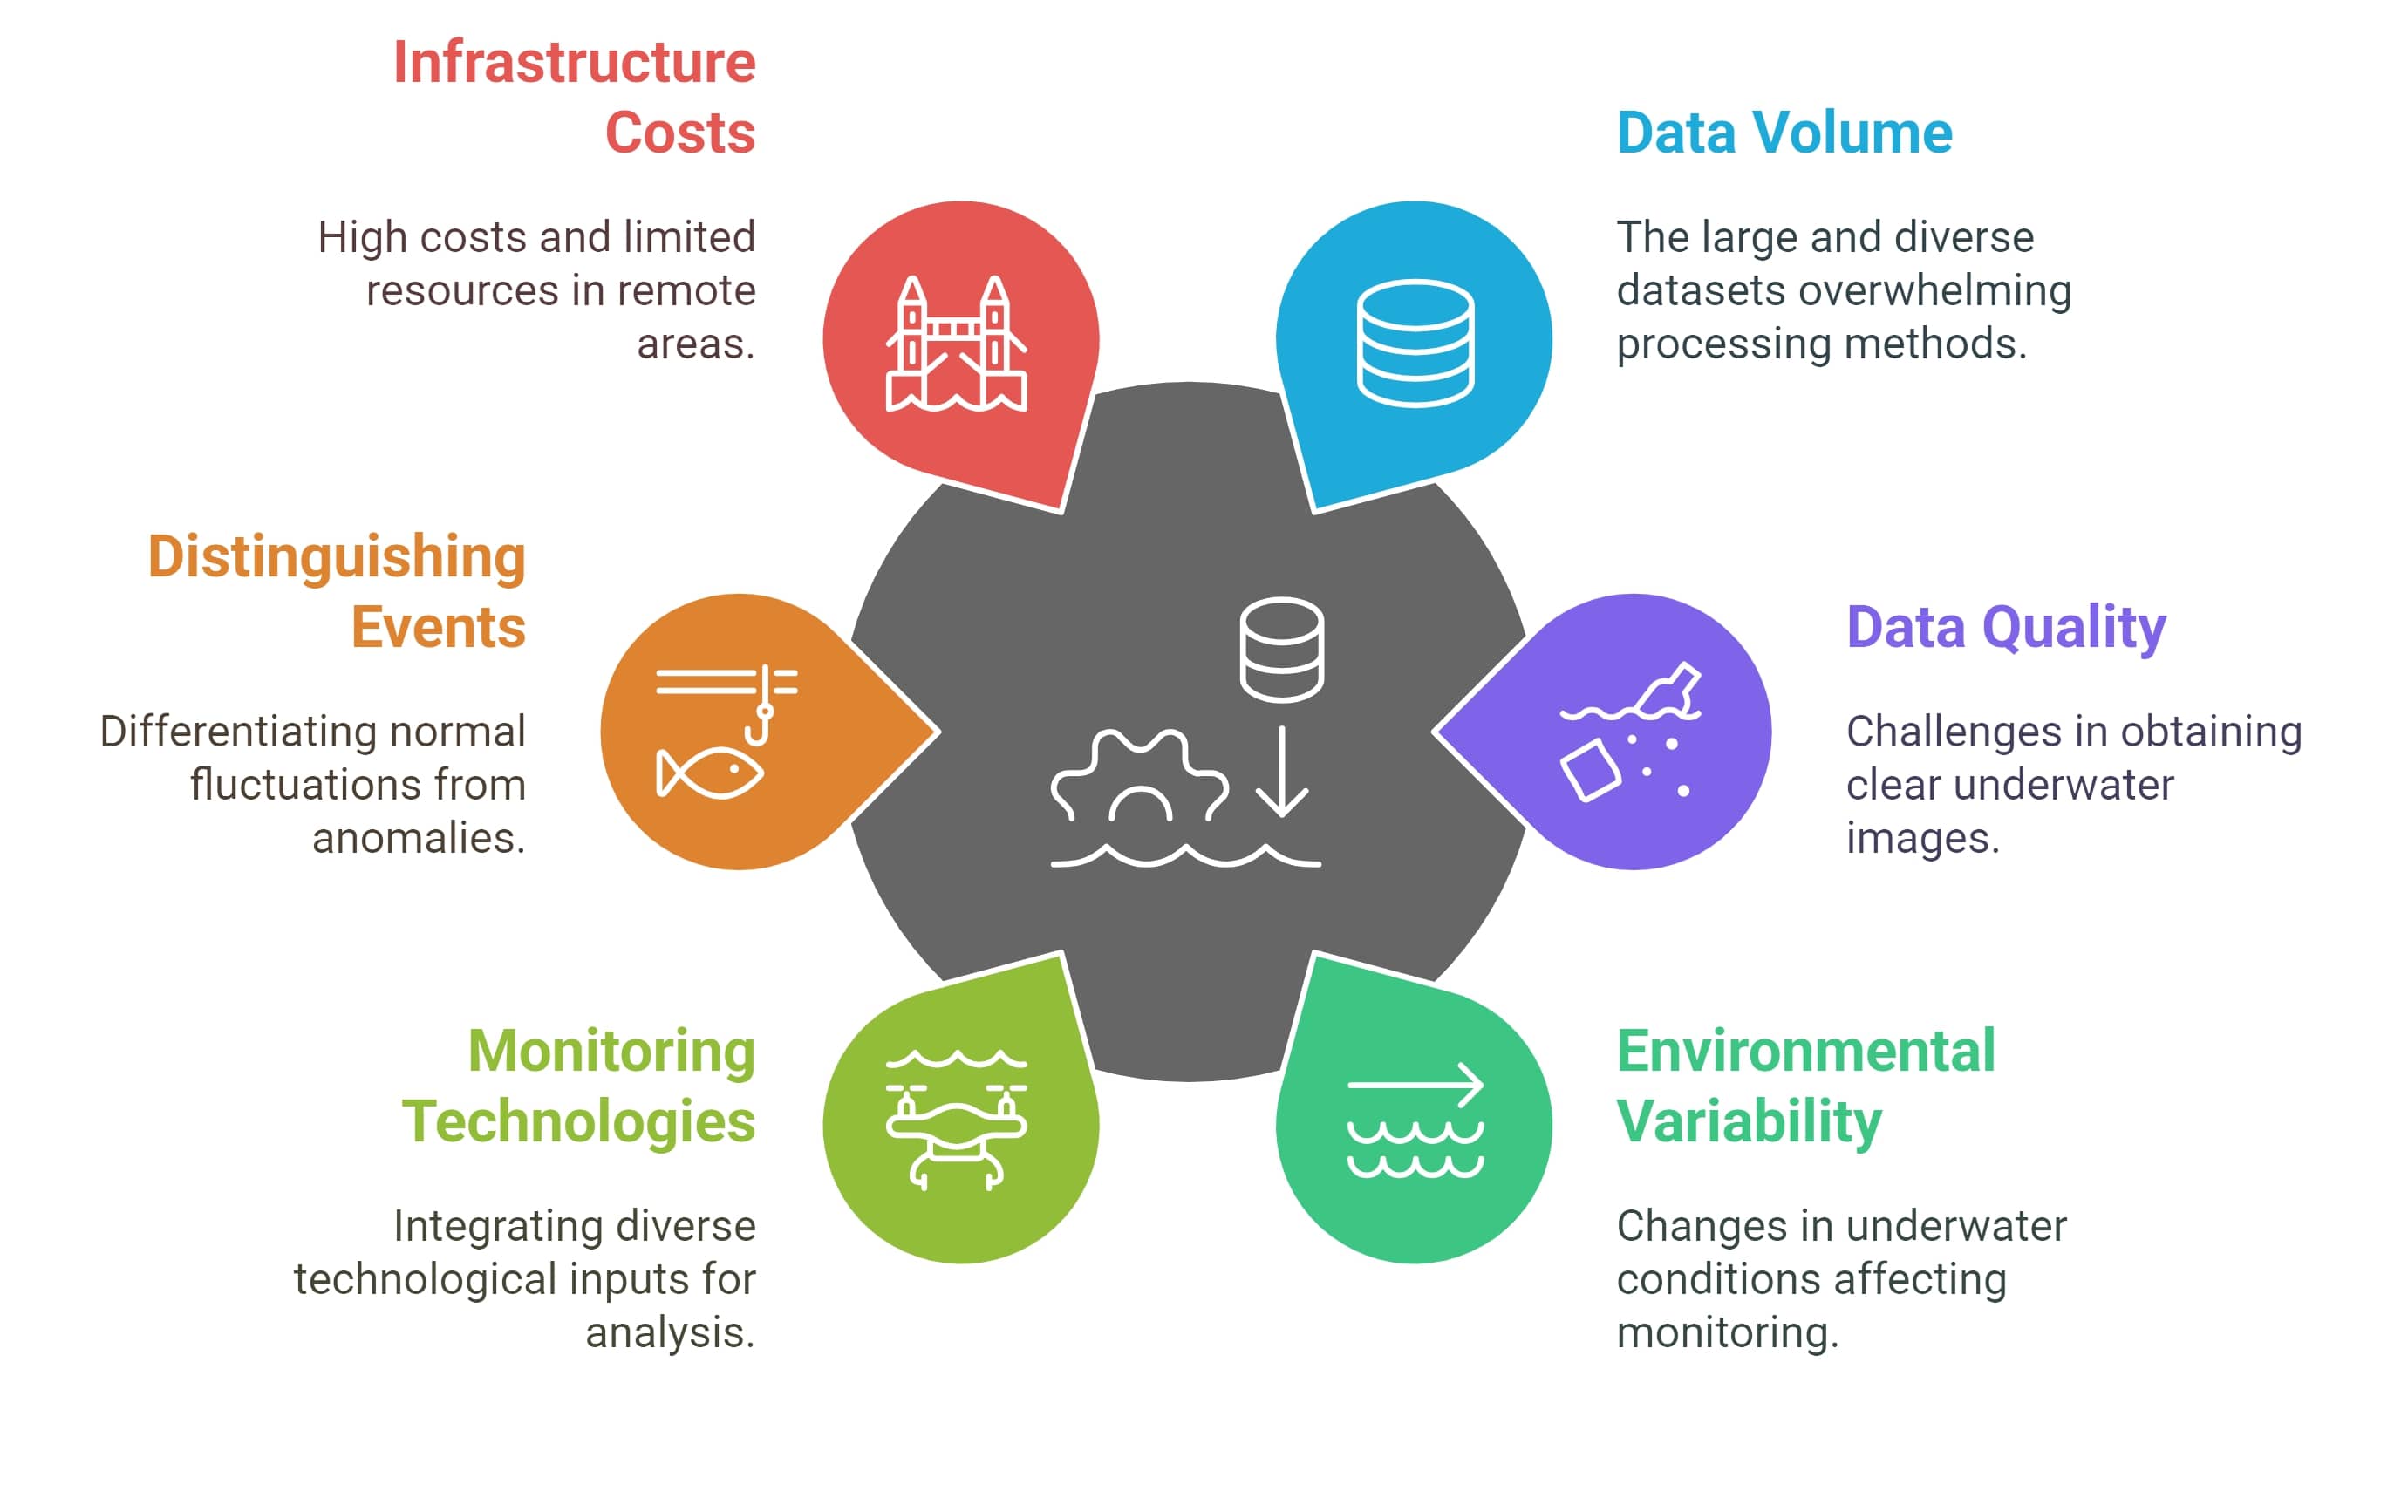 Infrastructure
Costs
High costs and limited
resources in remote
areas.
Data Volume
The large and diverse
datasets overwhelming
processing methods.
Distinguishing
Events
Differentiating normal
fluctuations from
anomalies.
Data Quality
Challenges in obtaining
clear underwater
images.
Monitoring
Technologies
Integrating diverse
technological inputs for
analysis.
Environmental
Variability
Changes in underwater
conditions affecting
monitoring.